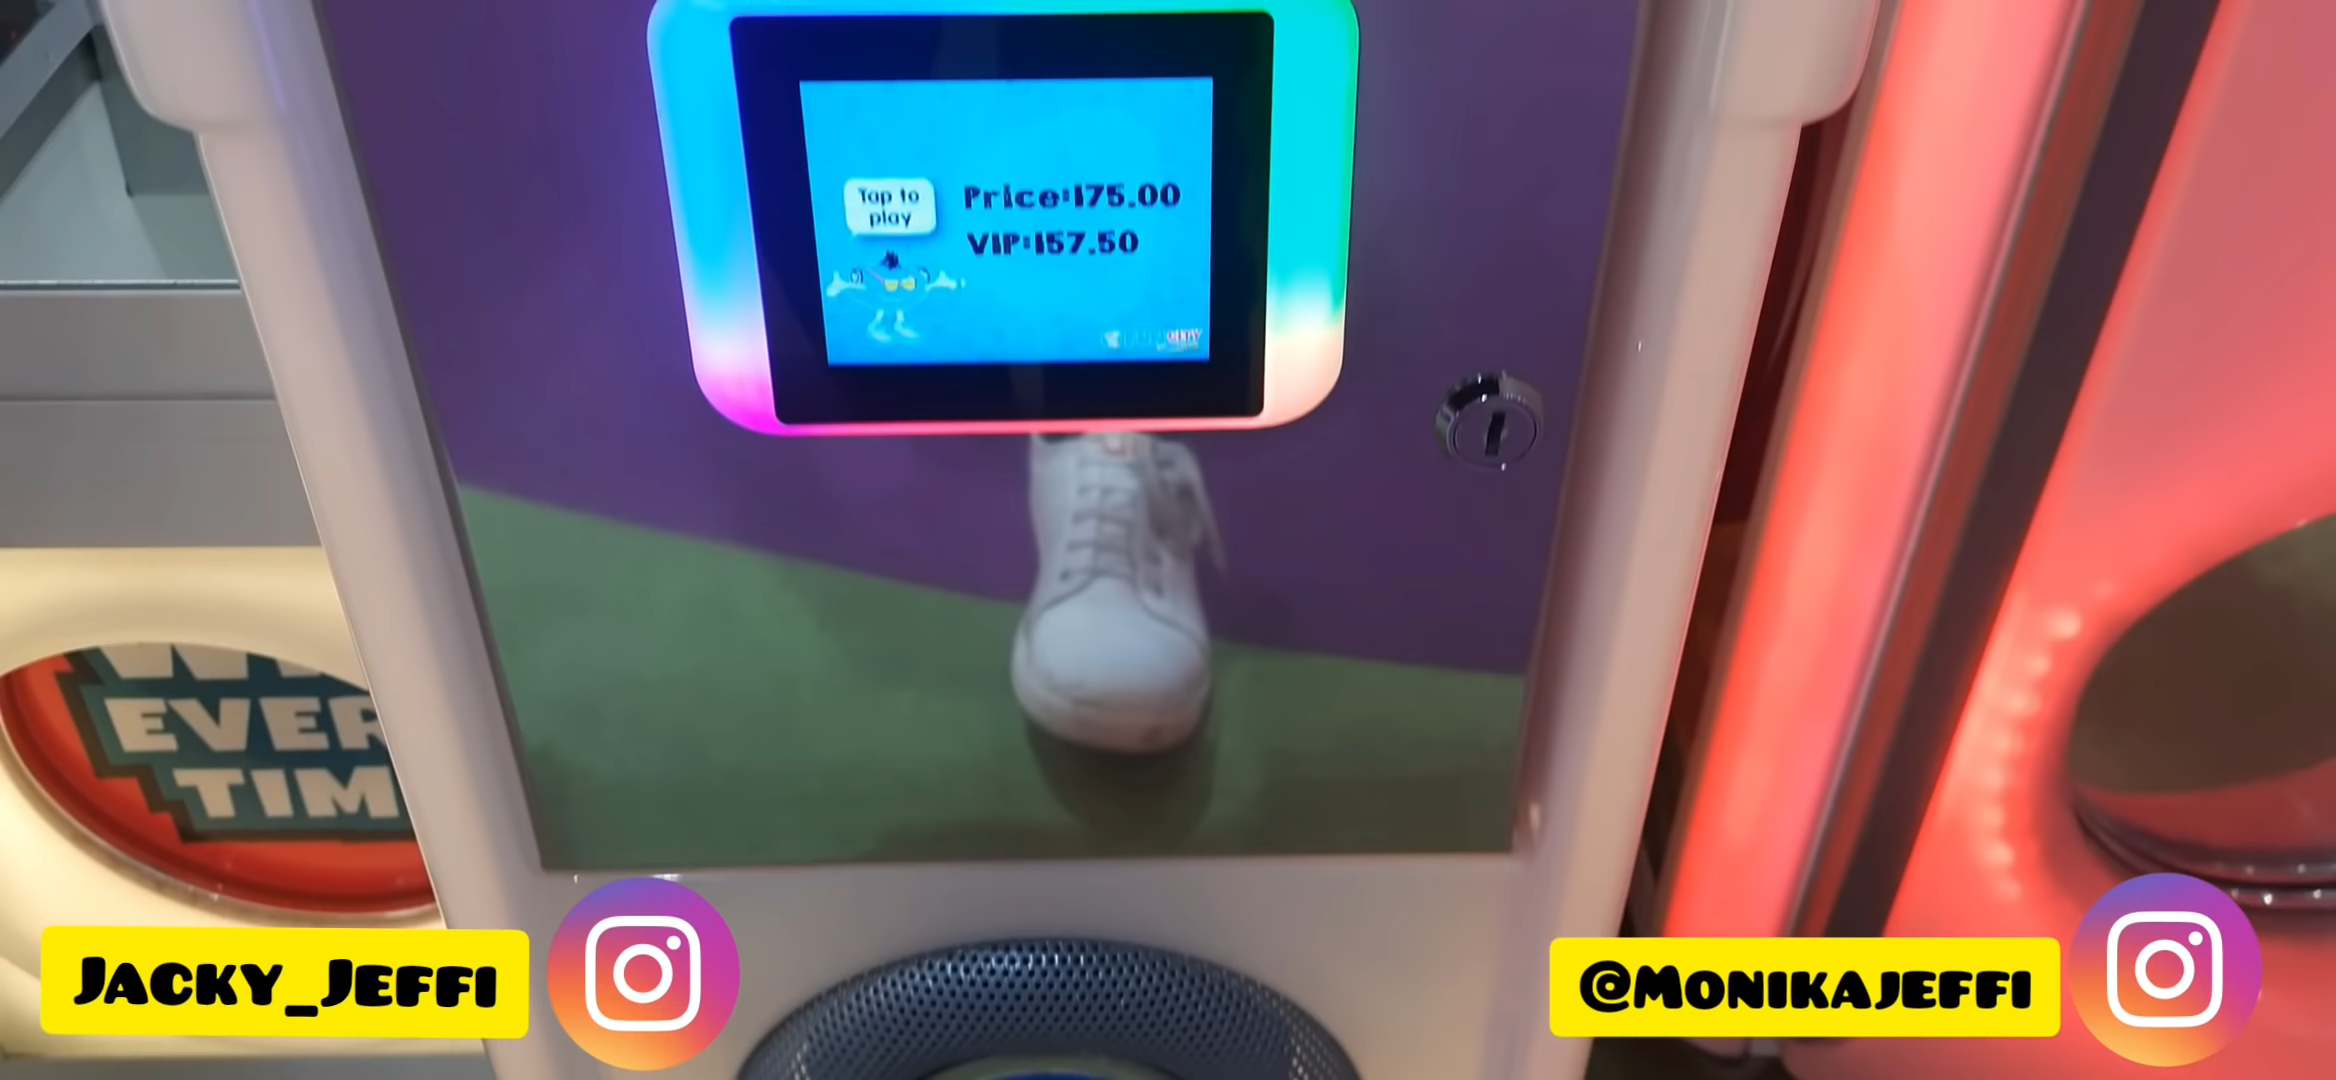 Tap to
play
Price:175.00
VIP:157.50
EVER
TIM
JACKY_JEFFI
@MONIKAJEFFI